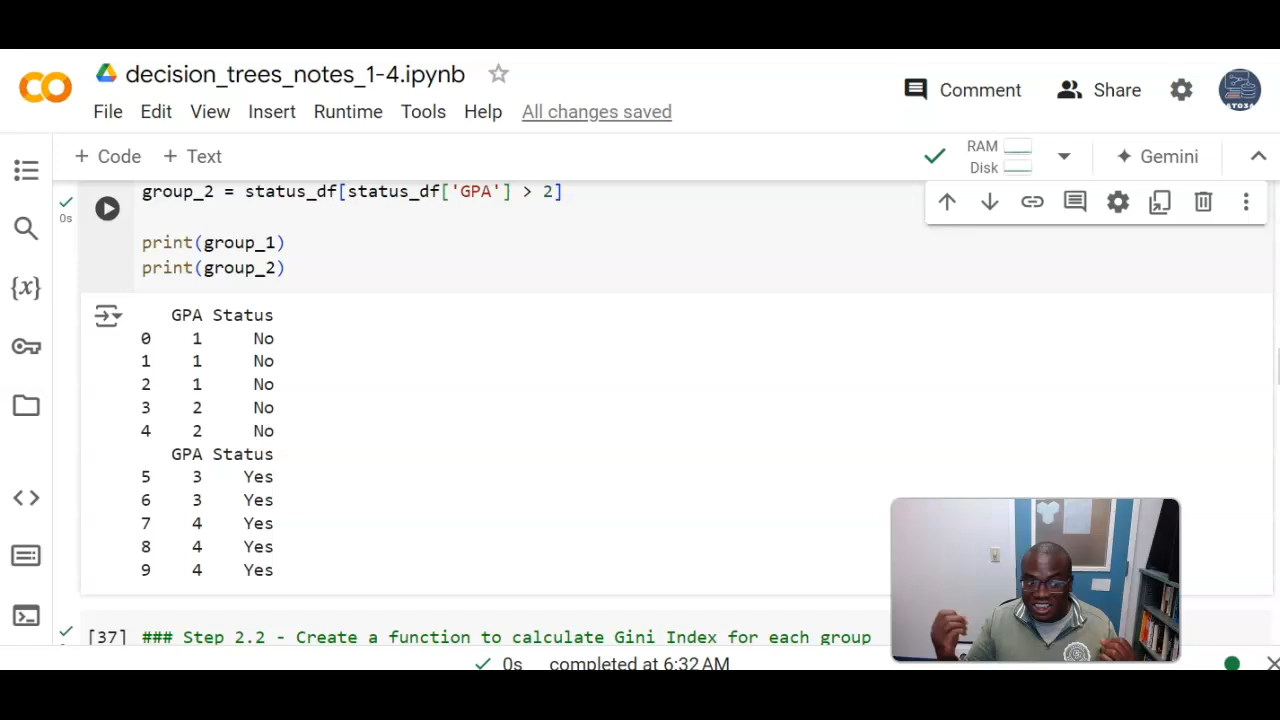 decision_trees_notes_1-4.ipynb
Comment
Share
File Edit View Insert Runtime Tools Help All changes saved
+ Code + Text
RAM
Disk
Gemini
group_2 = status_df[status_df['GPA'] > 2]
0s
print(group_1)
print(group_2)
{x}
GPA Status
0 1 No
1 1 No
2 1 No
3 2 No
4 2 No
GPA Status
5 3 Yes
6 3 Yes
7 4 Yes
8 4 Yes
9 4 Yes
[37] ### Step 2.2 - Create a function to calculate Gini Index for each group
0s completed at 6:32 AM